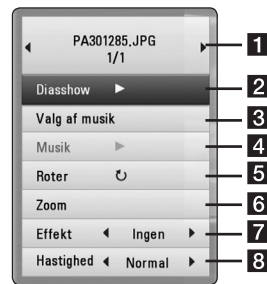 PA301285.JPG 1
1/1
Diasshow 2
Valg af musik 3
Musik 4
Roter 5
Zoom 6
Effekt Ingen 7
Hastighed Normal 8